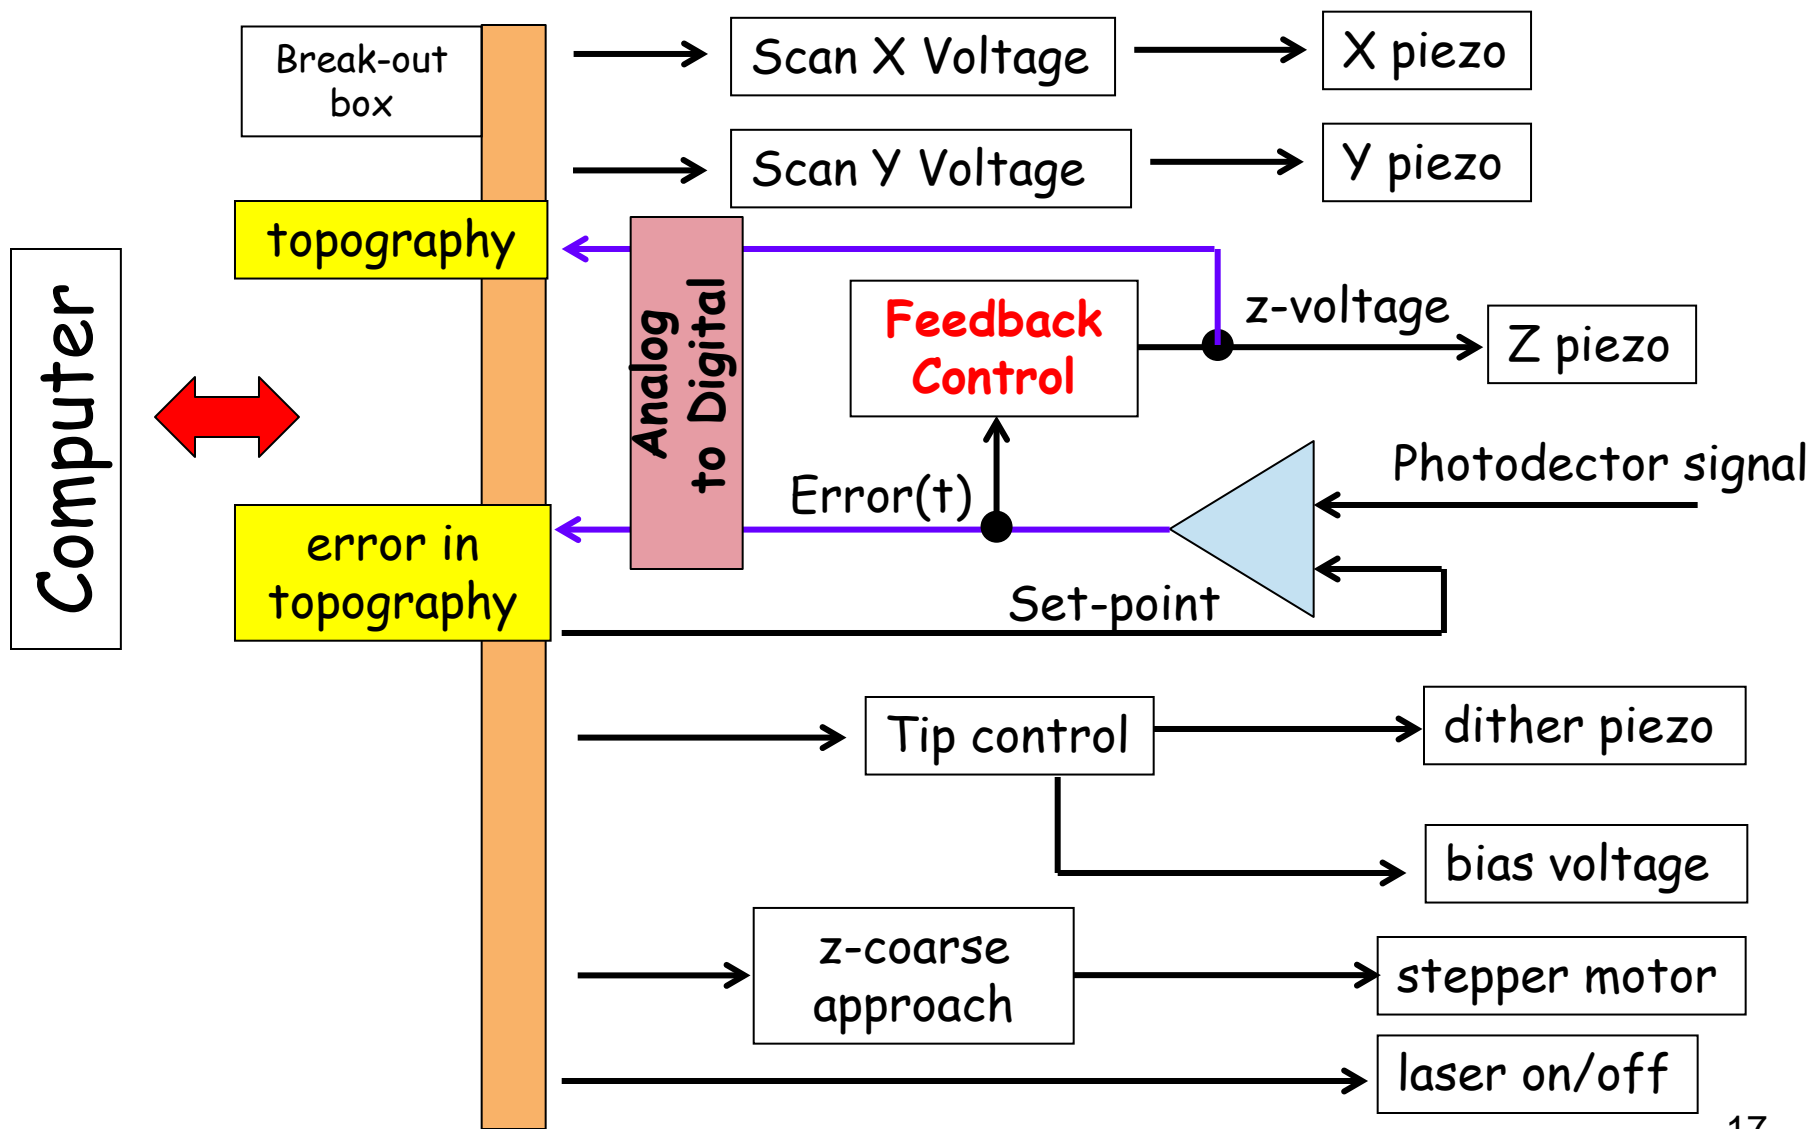 Break-out
box
Scan X Voltage
X piezo
Scan Y Voltage
Y piezo
topography
Computer
Analog
to Digital
Feedback
Control
z-voltage
Z piezo
Photodector signal
Error(t)
error in
topography
Set-point
Tip control
dither piezo
bias voltage
z-coarse
approach
stepper motor
laser on/off
17